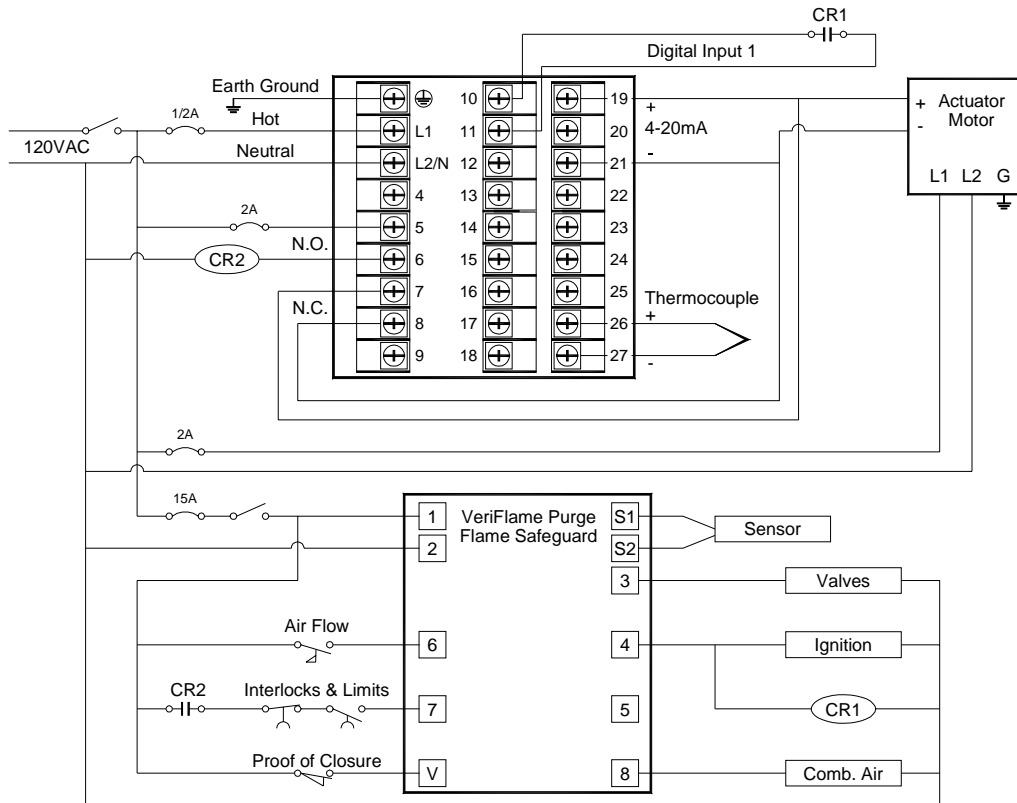 CR1
Digital Input 1
Earth Ground
1/2A
Hot
120VAC
Neutral
L1
L2/N
4
5
6
7
8
9
10
11
12
13
14
15
16
17
18
19
20
21
22
23
24
25
26
27
+
4-20mA
-
+
-
Actuator
Motor
L1 L2 G
2A
N.O.
CR2
N.C.
Thermocouple
+
-
2A
15A
VeriFlame Purge
Flame Safeguard
1
2
6
7
V
S1
S2
3
4
5
8
Sensor
Valves
Air Flow
Ignition
CR2
Interlocks & Limits
CR1
Proof of Closure
Comb. Air